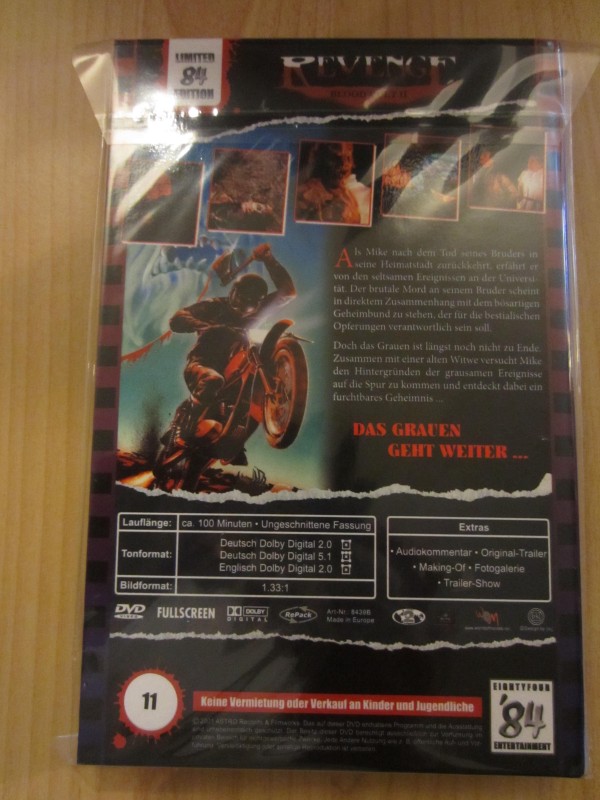 LIMITED
84
EDITION
REVENGE
Als Mike nach dem Tod seines Bruders in
seine Heimatstadt zurückkehrt, erfährt er
von den seltsamen Ereignissen an der Universi-
tät. Der brutale Mord an seinem Bruder scheint
in direktem Zusammenhang mit dem bösartigen
Geheimbund zu stehen, der für die bestialischen
Opferungen verantwortlich sein soll.
Doch das Grauen ist längst noch nicht zu Ende.
Zusammen mit einer alten Witwe versucht Mike
den Hintergründen der grausamen Ereignisse
auf die Spur zu kommen und entdeckt dabei ein
furchtbares Geheimnis ...
DAS GRAUEN
GEHT WEITER ...
Lauflänge: ca. 100 Minuten • Ungeschnittene Fassung
Tonformat: Deutsch Dolby Digital 2.0
Deutsch Dolby Digital 5.1
Englisch Dolby Digital 2.0
Bildformat: 1.33:1
Extras
• Audiokommentar • Original-Trailer
• Making-Of • Fotogalerie
• Trailer-Show
DVD VIDEO FULLSCREEN DOLBY DIGITAL RePack Art-Nr.: 8439B
Made in Europe
11
Keine Vermietung oder Verkauf an Kinder und Jugendliche
EIGHTYFOUR
'84
ENTERTAINMENT